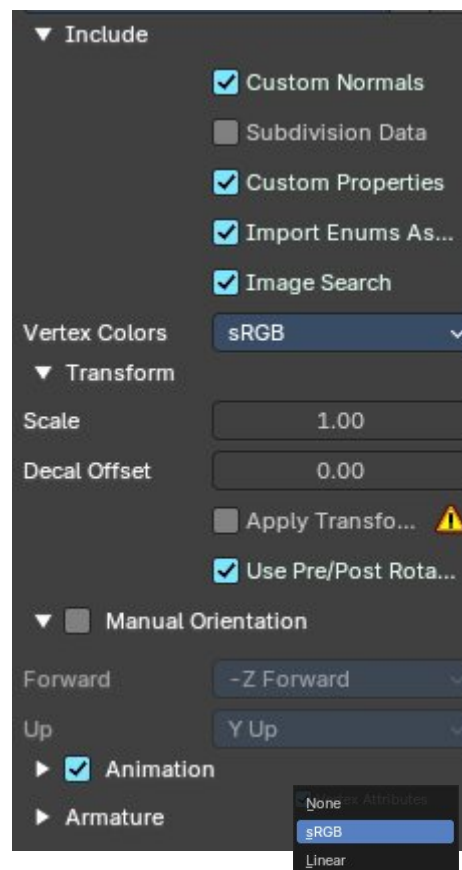 Include
Custom Normals
Subdivision Data
Custom Properties
Import Enums As...
Image Search
Vertex Colors sRGB
Transform
Scale 1.00
Decal Offset 0.00
Apply Transfo...
Use Pre/Post Rota...
Manual Orientation
Forward -Z Forward
Up Y Up
Animation
Armature
Vertex Attributes
None
sRGB
Linear